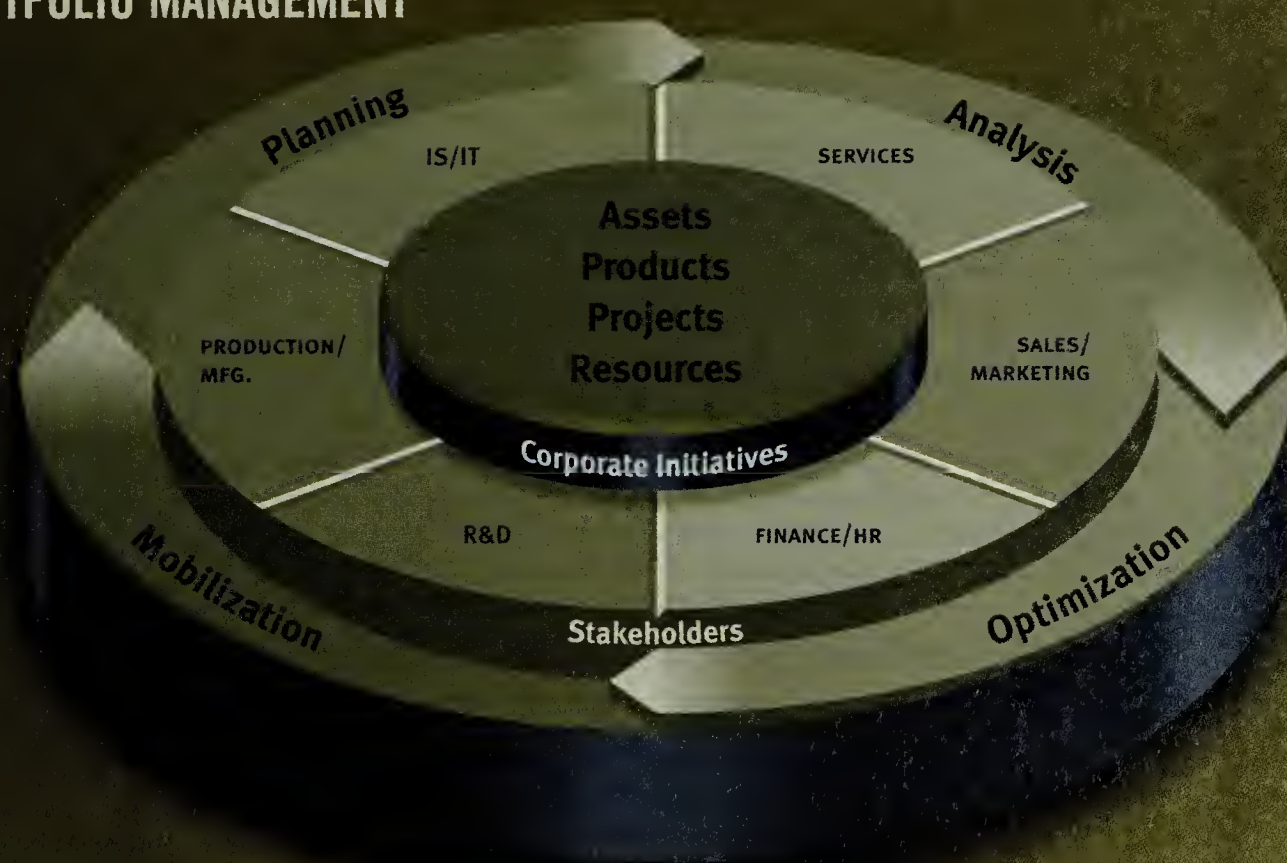 TFOLIO MANAGEMENT
Planning
Analysis
IS/IT
SERVICES
Assets
Products
Projects
Resources
PRODUCTION/
MFG.
SALES/
MARKETING
Corporate Initiatives
R&D
FINANCE/HR
Mobilization
Optimization
Stakeholders